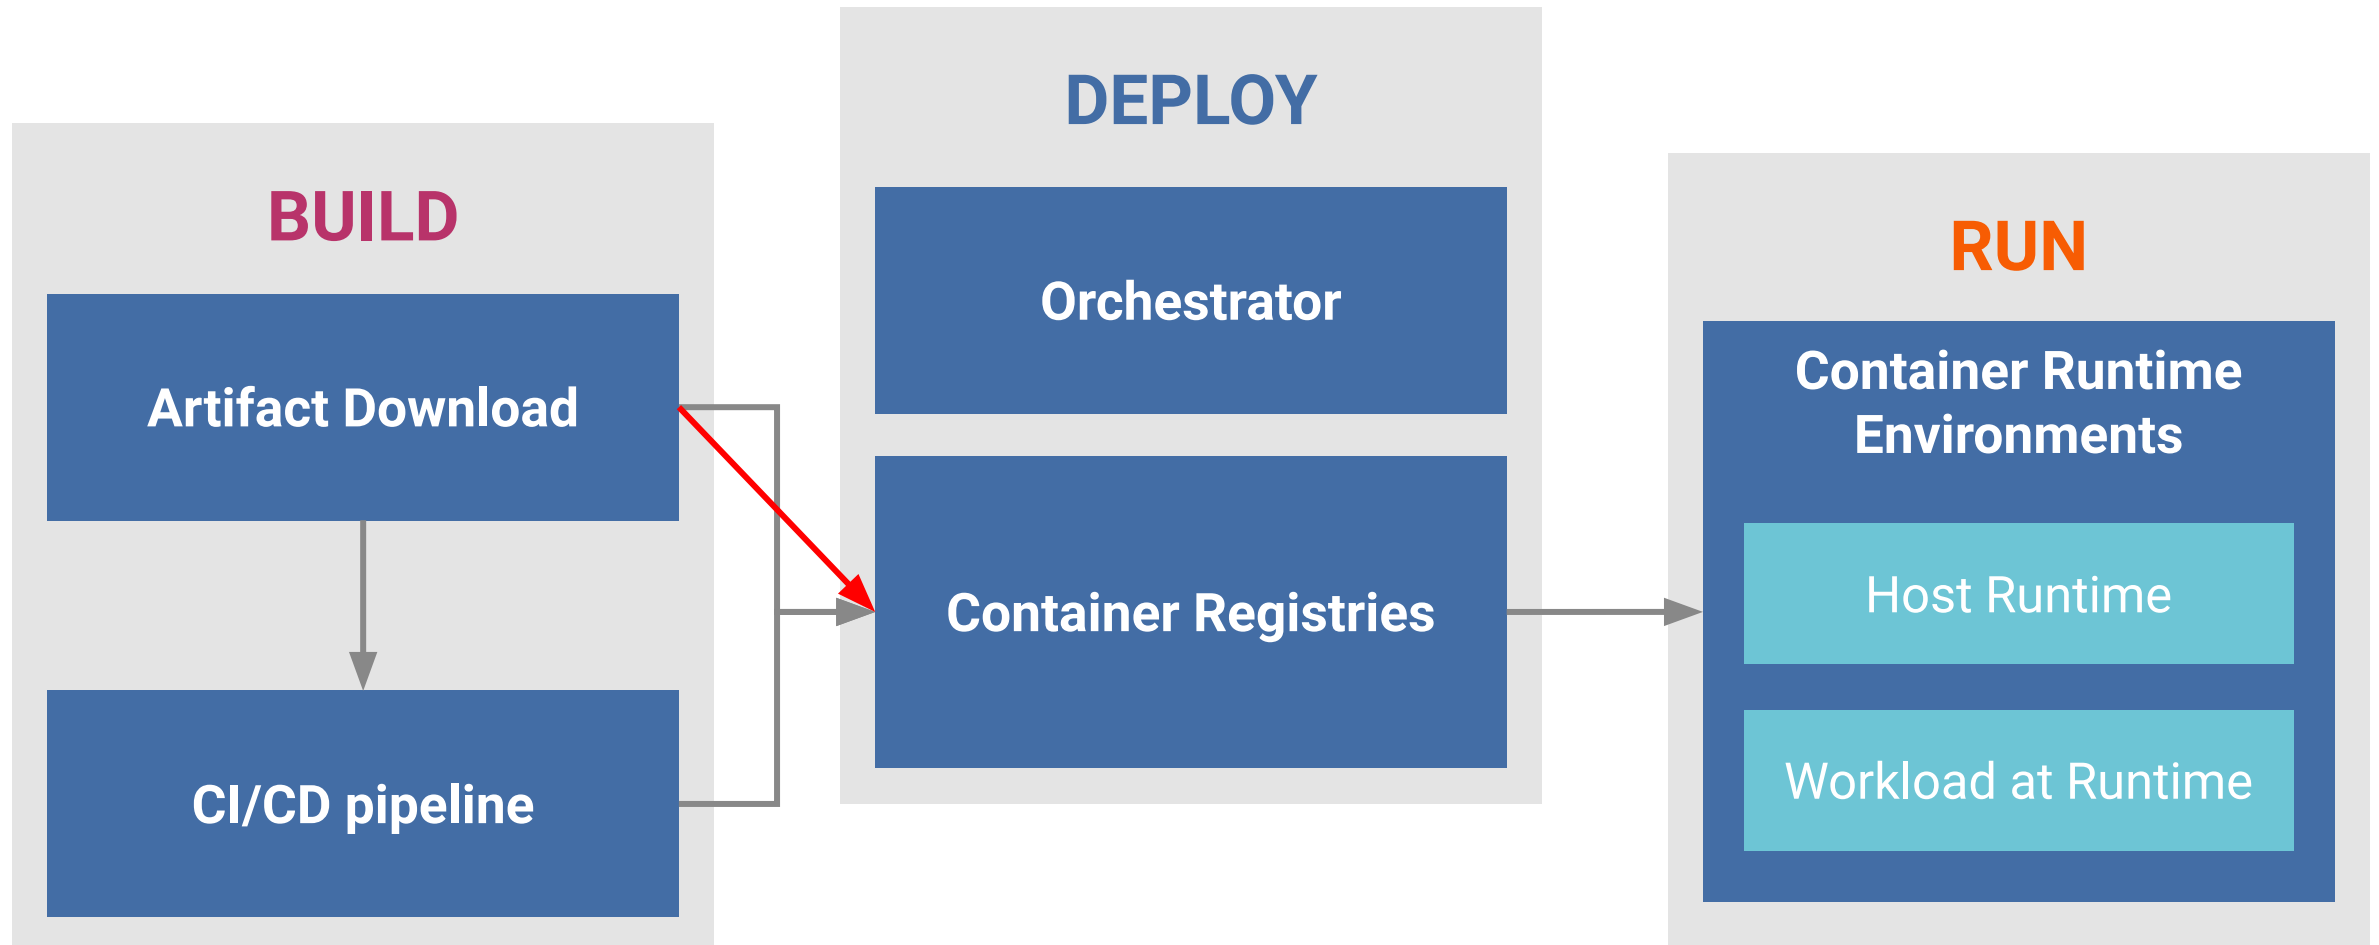 BUILD
Artifact Download
CI/CD pipeline
DEPLOY
Orchestrator
Container Registries
RUN
Container Runtime
Environments
Host Runtime
Workload at Runtime